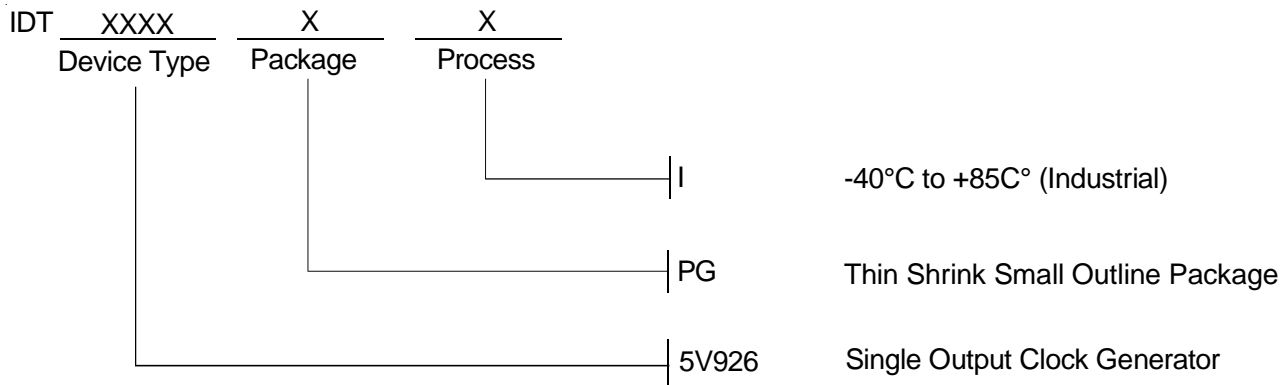 IDT XXXX X X
Device Type Package Process
I -40°C to +85C° (Industrial)
PG Thin Shrink Small Outline Package
5V926 Single Output Clock Generator